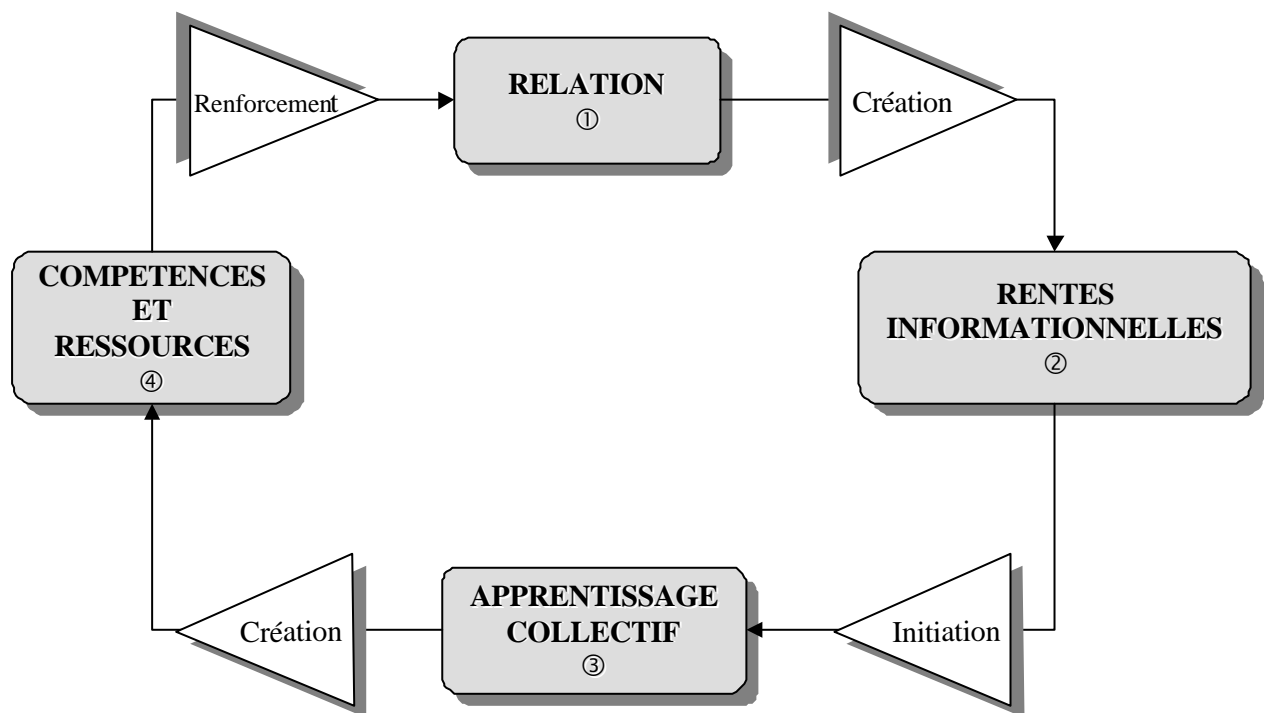 Renforcement
RELATION
①
Création
COMPETENCES
ET
RESSOURCES
④
RENTES
INFORMATIONNELLES
②
Création
APPRENTISSAGE
COLLECTIF
③
Initiation